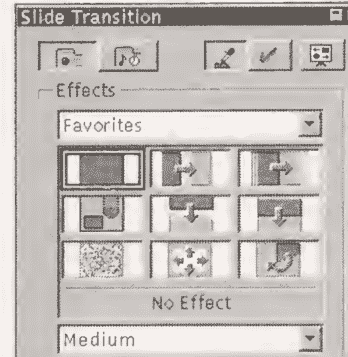 Slide Transition
Effects
Favorites
No Effect
Medium